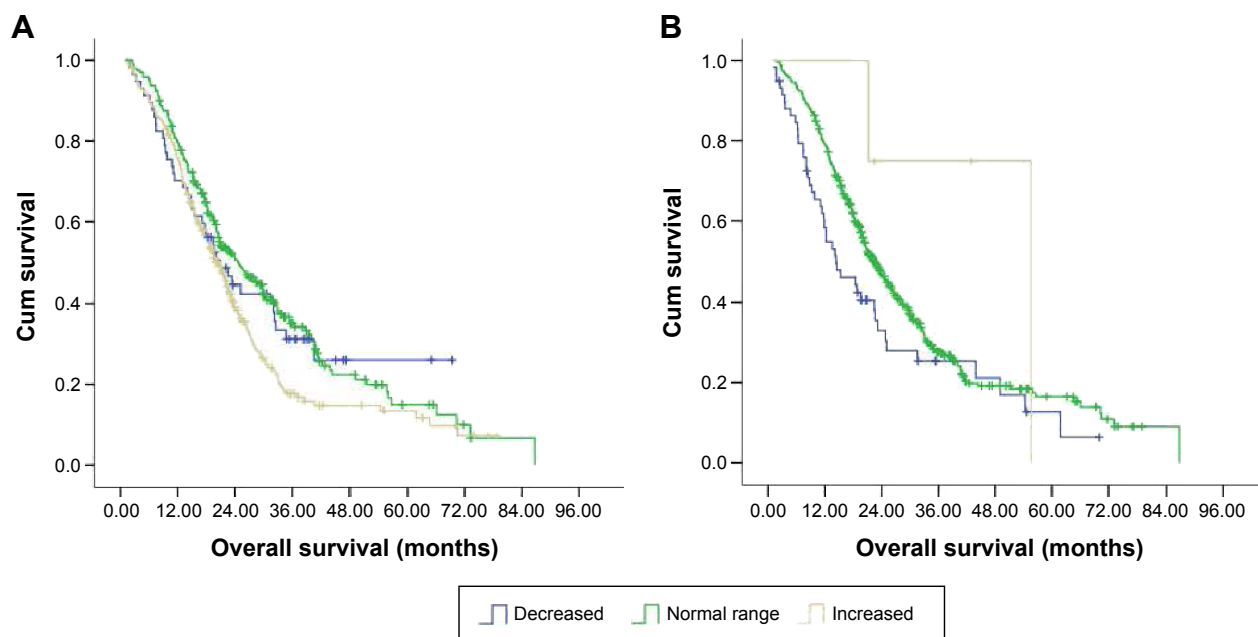 A
1.0
0.8
0.6
0.4
0.2
0.0
Cum survival
0.00 12.00 24.00 36.00 48.00 60.00 72.00 84.00 96.00
Overall survival (months)
B
1.0
0.8
0.6
0.4
0.2
0.0
Cum survival
0.00 12.00 24.00 36.00 48.00 60.00 72.00 84.00 96.00
Overall survival (months)
Decreased Normal range Increased